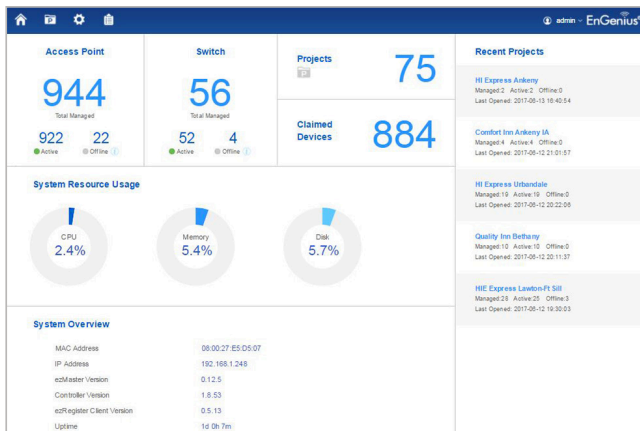 admin
EnGenius®
Access Point
944
Total Managed
922
22
Active
Offline
Switch
56
Total Managed
52
4
Active
Offline
Projects
P
75
Claimed
Devices
884
System Resource Usage
CPU
2.4%
Memory
5.4%
Disk
5.7%
System Overview
MAC Address 08:00:27:E5:D5:07
IP Address 192.168.1.248
ezMaster Version 0.12.5
Controller Version 1.8.53
ezRegister Client Version 0.5.13
Uptime 1d 0h 7m
Recent Projects
HI Express Ankeny
Managed:2 Active:2 Offline:0
Last Opened: 2017-06-13 16:40:54
Comfort Inn Ankeny IA
Managed:4 Active:4 Offline:0
Last Opened: 2017-06-12 21:01:57
HI Express Urbandale
Managed:19 Active:19 Offline:0
Last Opened: 2017-06-12 20:22:06
Quality Inn Bethany
Managed:10 Active:10 Offline:0
Last Opened: 2017-06-12 20:11:37
HIE Express Lawton-Ft Sill
Managed:28 Active:25 Offline:3
Last Opened: 2017-06-12 19:30:03